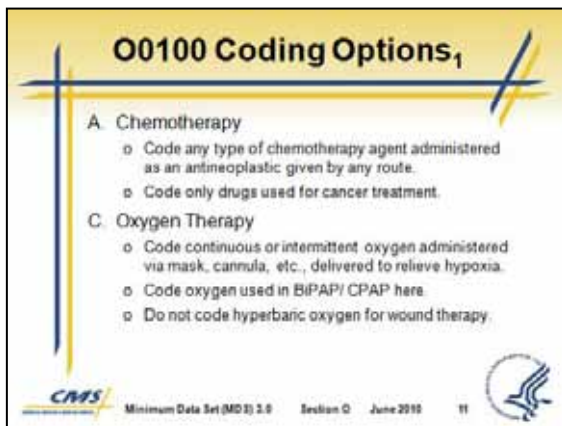 O0100 Coding Options1
A. Chemotherapy
o Code any type of chemotherapy agent administered
as an antineoplastic given by any route.
o Code only drugs used for cancer treatment.
C. Oxygen Therapy
o Code continuous or intermittent oxygen administered
via mask, cannula, etc., delivered to relieve hypoxia.
o Code oxygen used in BiPAP/ CPAP here.
o Do not code hyperbaric oxygen for wound therapy.
CMS
Minimum Data Set (MDS) 3.0 Section O June 2010 11